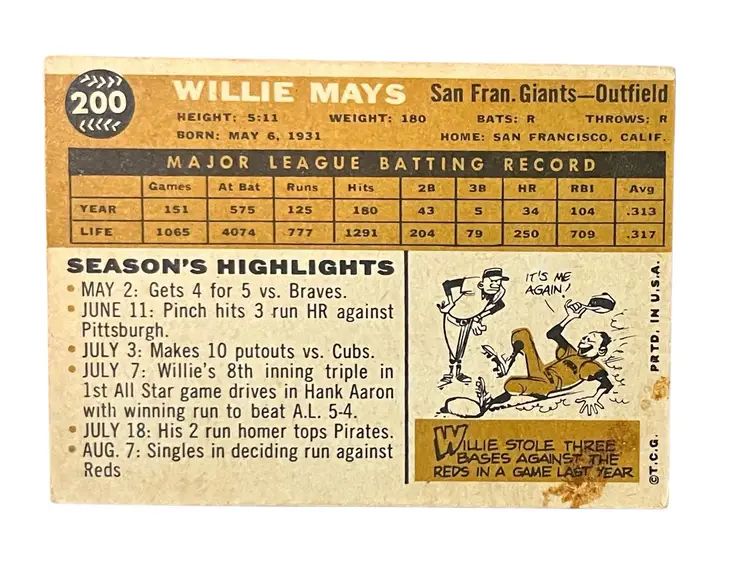 200
WILLIE MAYS San Fran. Giants—Outfield
HEIGHT: 5:11 WEIGHT: 180 BATS: R THROWS: R
BORN: MAY 6, 1931 HOME: SAN FRANCISCO, CALIF.
MAJOR LEAGUE BATTING RECORD
Games At Bat Runs Hits 2B 3B HR RBI Avg
YEAR 151 575 125 180 43 5 34 104 .313
LIFE 1065 4074 777 1291 204 79 250 709 .317
SEASON'S HIGHLIGHTS
• MAY 2: Gets 4 for 5 vs. Braves.
• JUNE 11: Pinch hits 3 run HR against
Pittsburgh.
• JULY 3: Makes 10 putouts vs. Cubs.
• JULY 7: Willie's 8th inning triple in
1st All Star game drives in Hank Aaron
with winning run to beat A.L. 5-4.
• JULY 18: His 2 run homer tops Pirates.
• AUG. 7: Singles in deciding run against
Reds
IT'S ME
AGAIN!
WILLIE STOLE THREE
BASES AGAINST THE
REDS IN A GAME LAST YEAR
©T.C.G. PRTD. IN U.S.A.